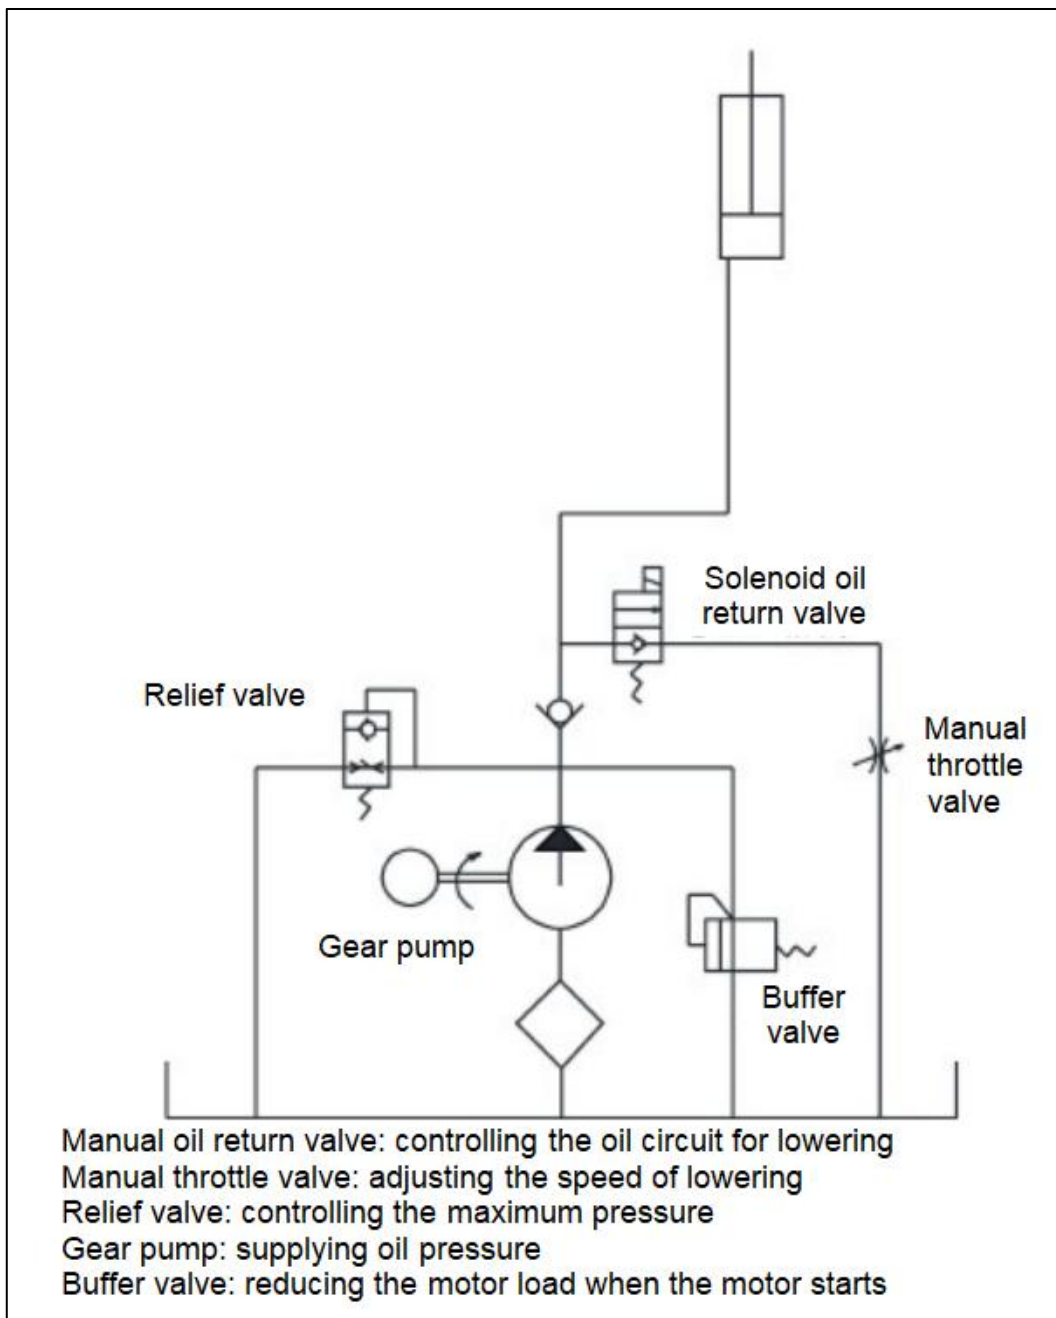 Solenoid oil
return valve
Relief valve
Manual
throttle
valve
Gear pump
Buffer
valve
Manual oil return valve: controlling the oil circuit for lowering
Manual throttle valve: adjusting the speed of lowering
Relief valve: controlling the maximum pressure
Gear pump: supplying oil pressure
Buffer valve: reducing the motor load when the motor starts